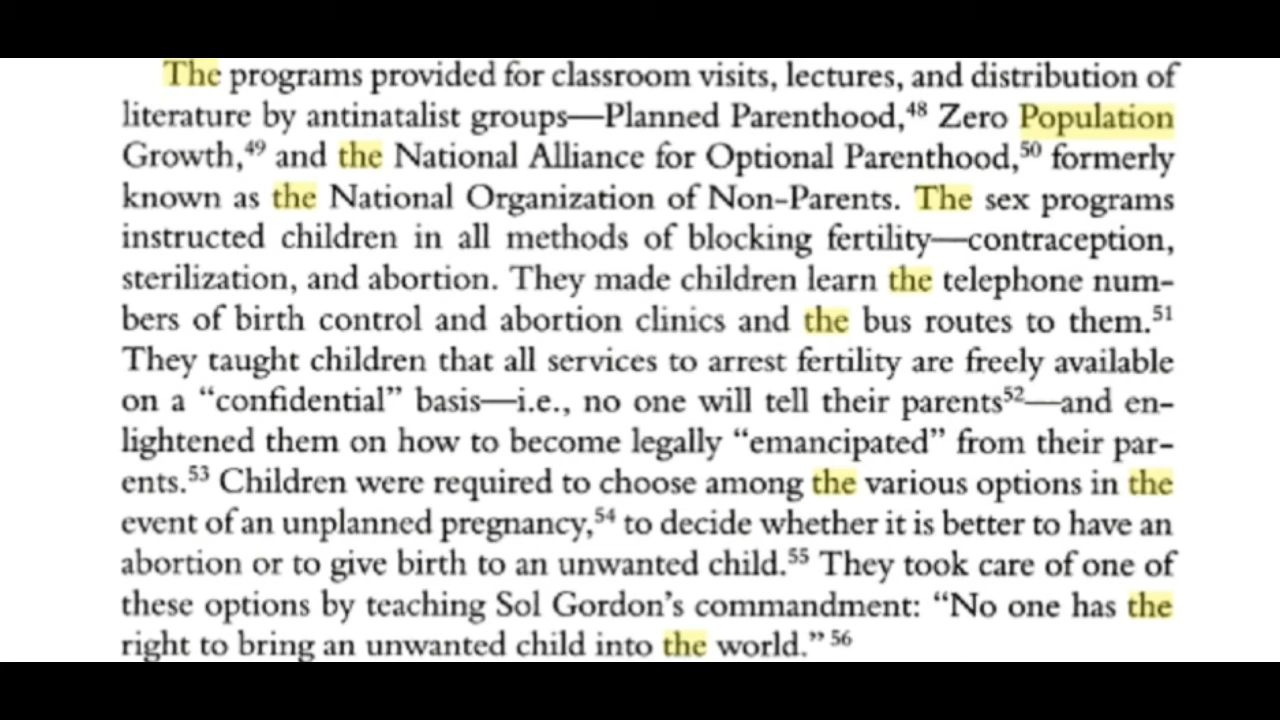 The programs provided for classroom visits, lectures, and distribution of
literature by antinatalist groups—Planned Parenthood,⁴⁸ Zero Population
Growth,⁴⁹ and the National Alliance for Optional Parenthood,⁵⁰ formerly
known as the National Organization of Non-Parents. The sex programs
instructed children in all methods of blocking fertility—contraception,
sterilization, and abortion. They made children learn the telephone num-
bers of birth control and abortion clinics and the bus routes to them.⁵¹
They taught children that all services to arrest fertility are freely available
on a “confidential” basis—i.e., no one will tell their parents⁵²—and en-
lightened them on how to become legally “emancipated” from their par-
ents.⁵³ Children were required to choose among the various options in the
event of an unplanned pregnancy,⁵⁴ to decide whether it is better to have an
abortion or to give birth to an unwanted child.⁵⁵ They took care of one of
these options by teaching Sol Gordon’s commandment: “No one has the
right to bring an unwanted child into the world.” ⁵⁶